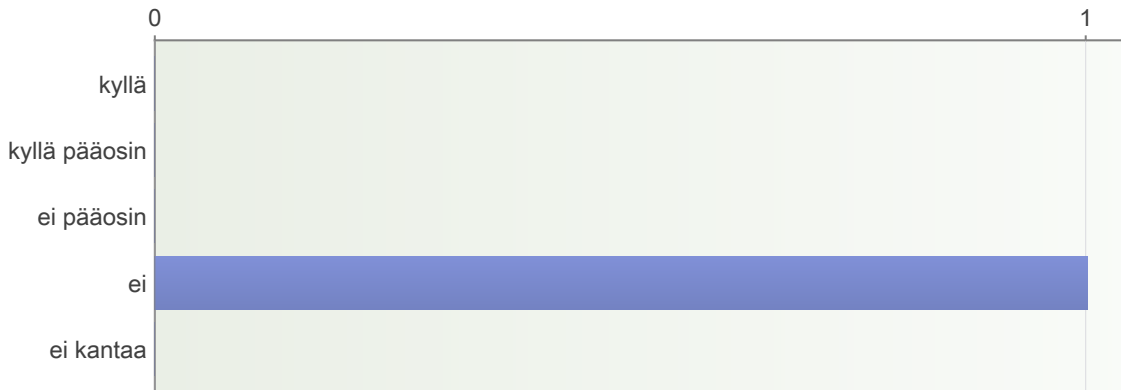 0 1
kyllä
kyllä pääosin
ei pääosin
ei
ei kantaa